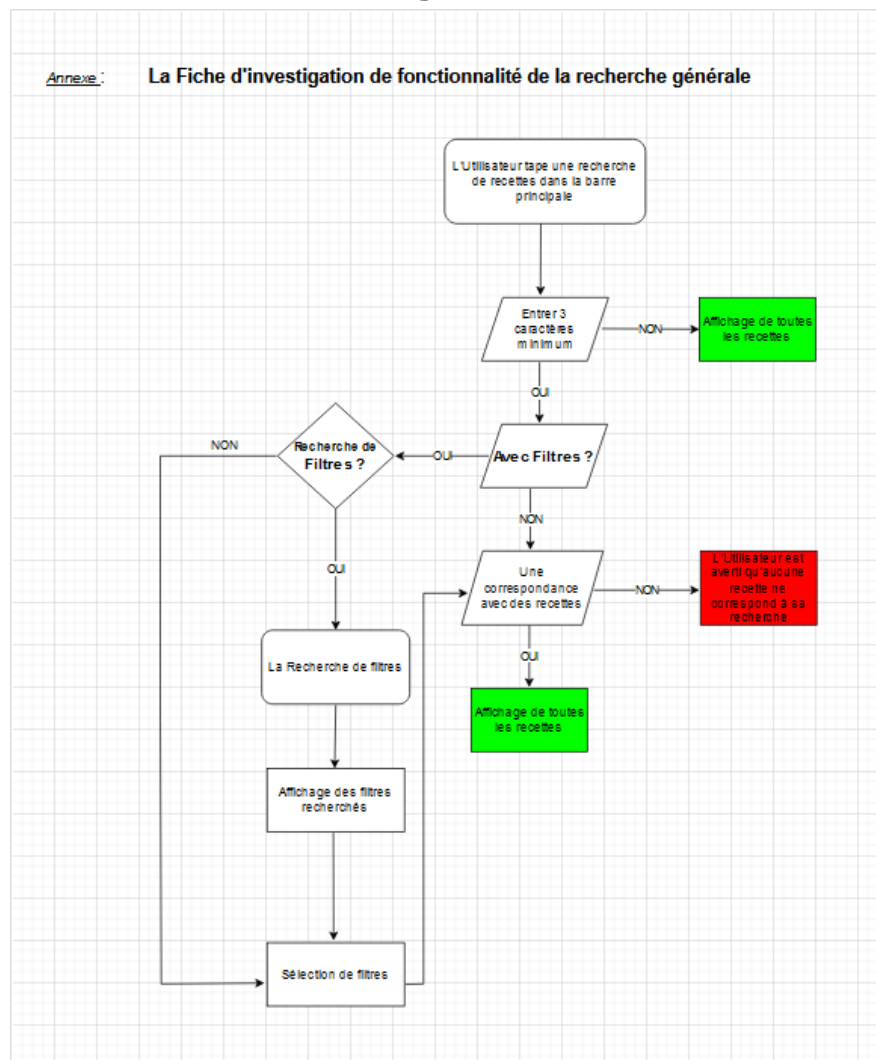 Annexe : La Fiche d'investigation de fonctionnalité de la recherche générale
L'Utilisateur tape une recherche
de recettes dans la barre
principale
Entrer 3
caractères
minimum
NON
Affichage de toutes
les recettes
OUI
NON
Recherche de
Filtres ?
OUI
Avec Filtres ?
NON
OUI
Une
correspondance
avec des recettes
NON
L'Utilisateur est
averti qu'aucune
recette ne
correspond à sa
recherche
OUI
La Recherche de filtres
Affichage de toutes
les recettes
Affichage des filtres
recherchés
Sélection de filtres